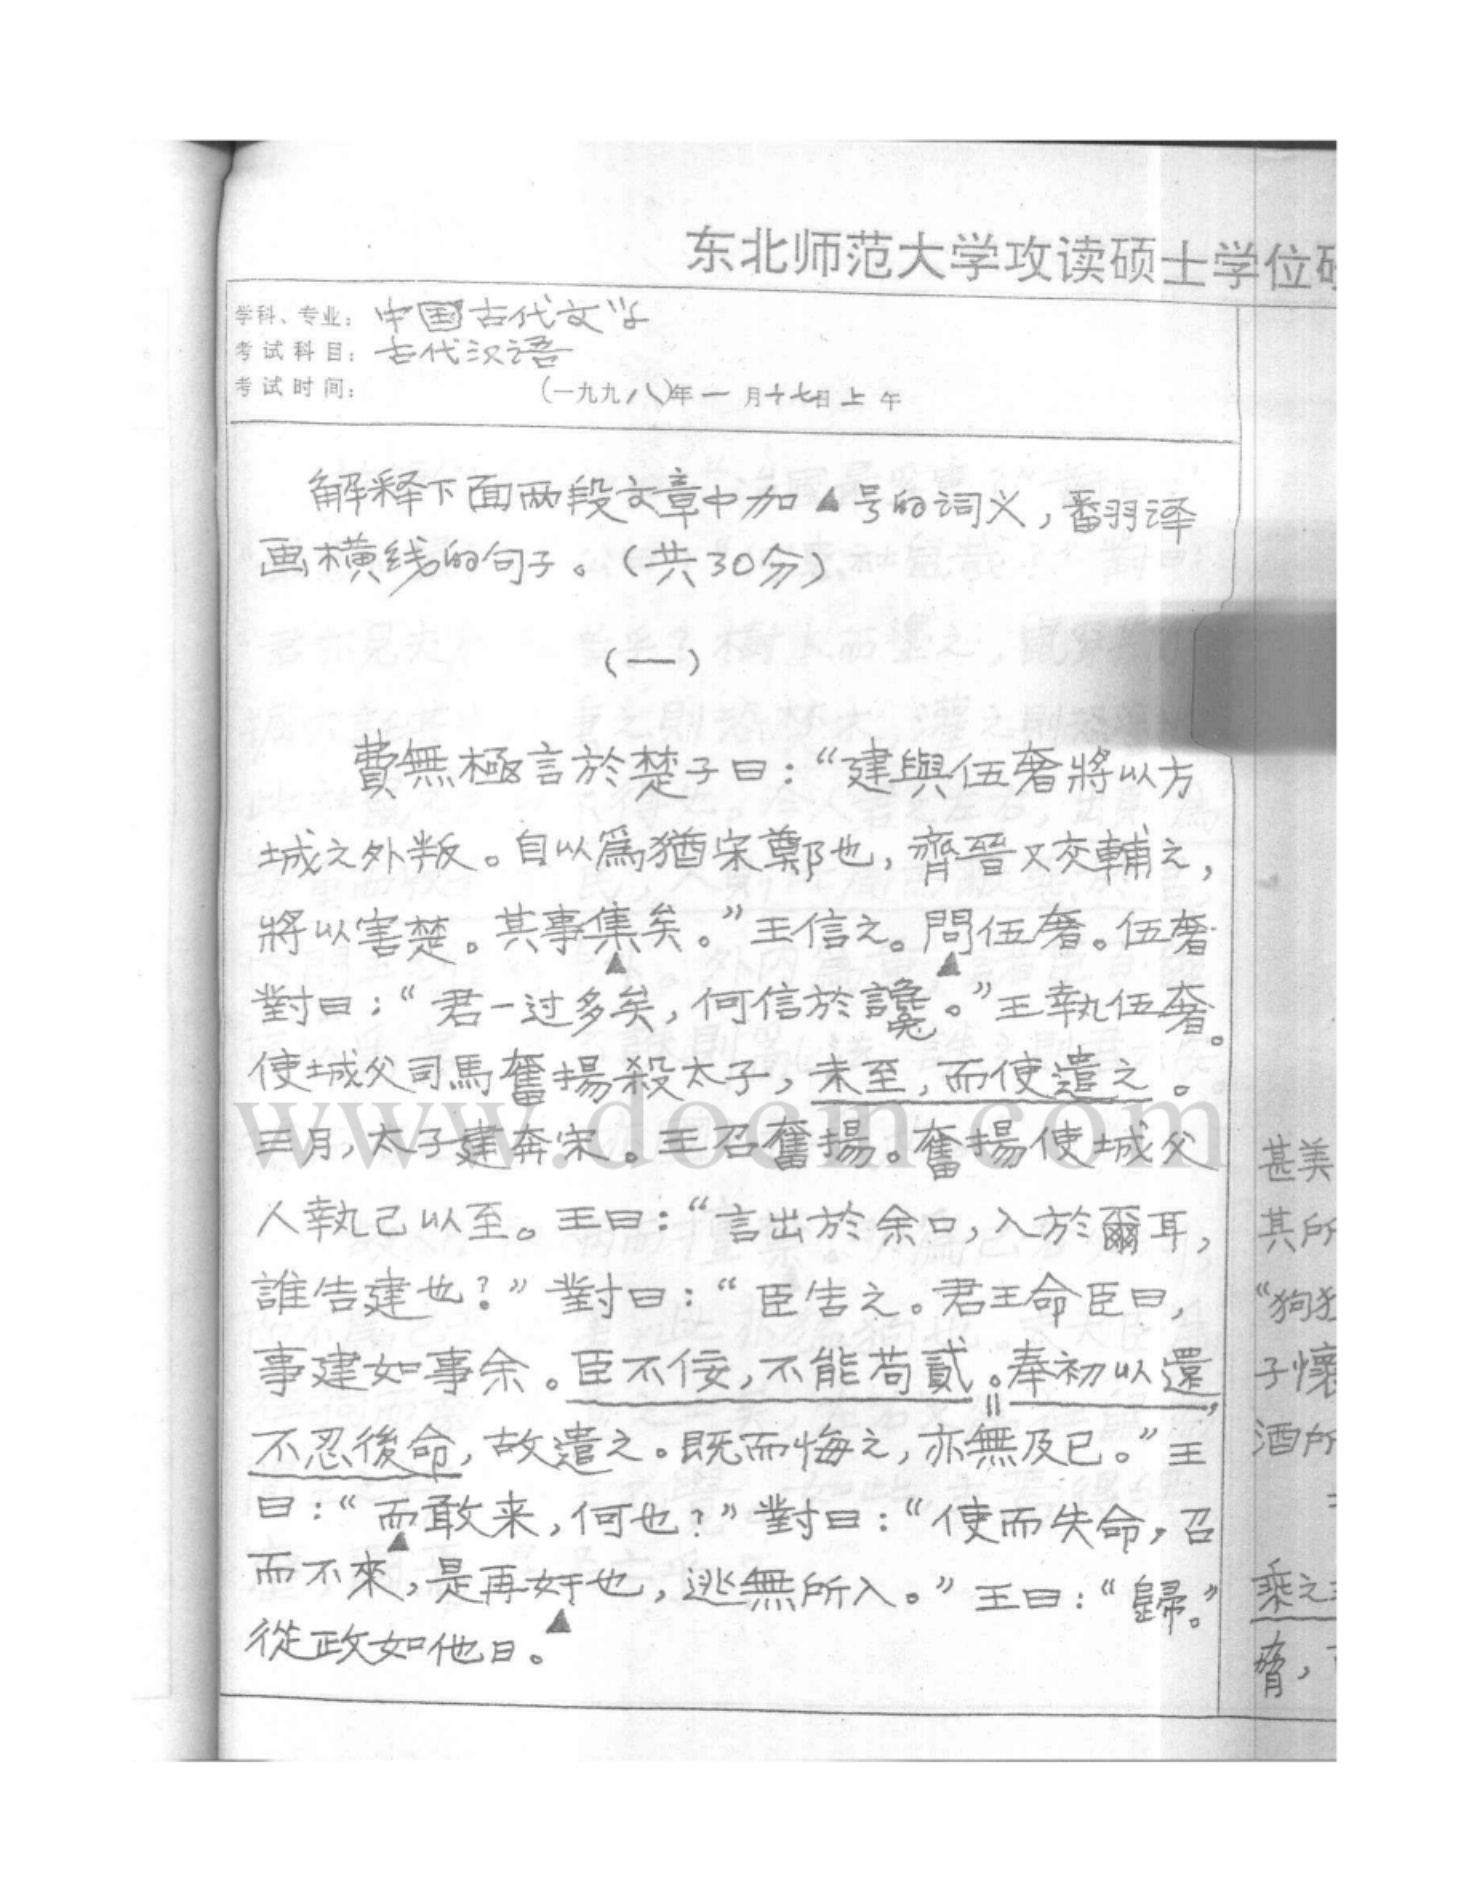 东北师范大学攻读硕士学位
学科、专业：中国古代文学
考试科目：古代汉语
考试时间：（一九九八）年一月十七日上午
解释下面两段文章中加▲号的词义，翻译
画横线的句子。（共30分）
（一）
費無極言於楚子曰：“建與伍奢將以方
城之外叛。自以爲猶宋鄭也，齊晉又交輔之，
將以害楚。其事集矣。”王信之。問伍奢。伍奢
對曰：“君一过多矣，何信於讒。”王執伍奢。
使城父司馬奮揚殺太子，未至，而使遣之。
三月，太子建奔宋。王召奮揚。奮揚使城父
人執己以至。王曰：“言出於余口，入於爾耳，
誰告建也？”對曰：“臣告之。君王命臣曰，
事建如事余。臣不佞，不能苟貳。奉初以還，
不忍後命，故遣之。既而悔之，亦無及已。”王
曰：“而敢来，何也？”對曰：“使而失命，召
而不來，是再奸也，逃無所入。”王曰：“歸。”
從政如他日。
www.docin.com
甚美
其所
“狗
子懷
酒所
乘之